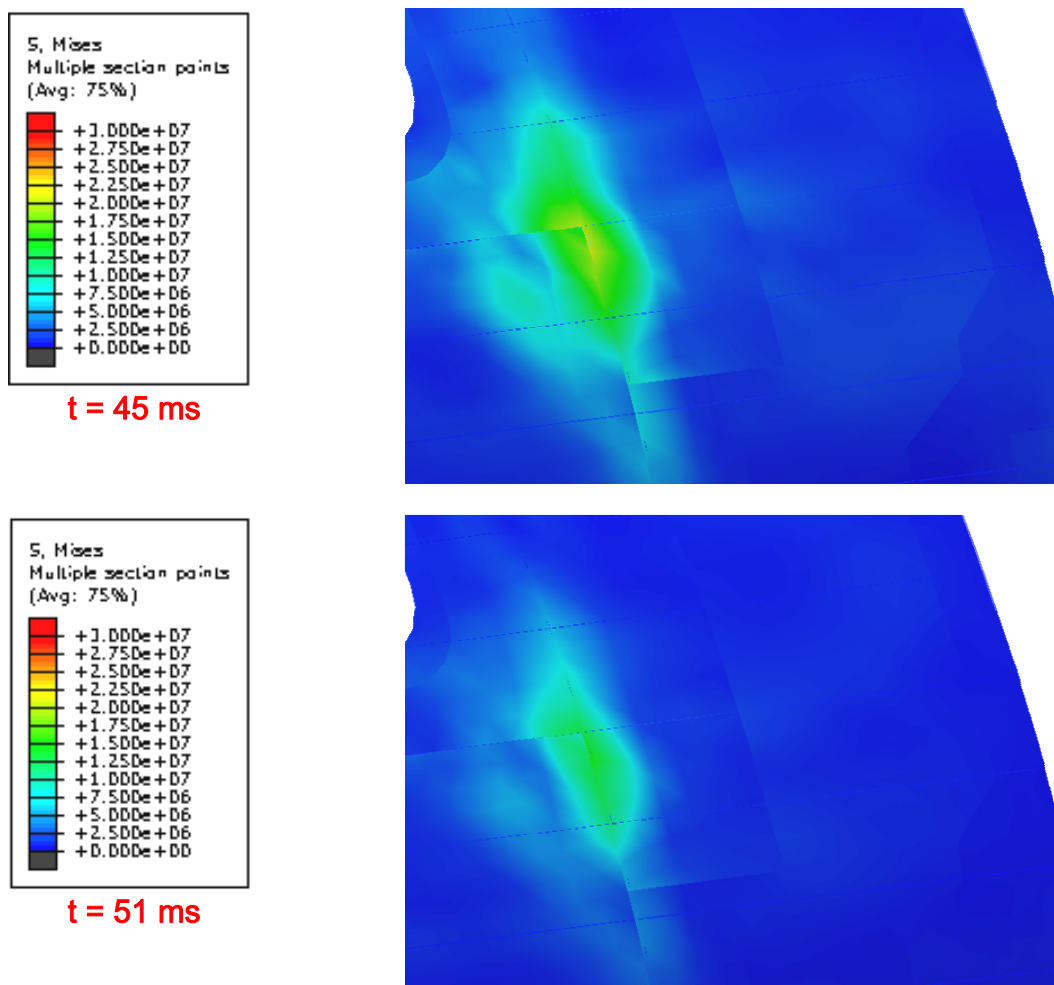 S, Mises
Multiple section points
(Avg: 75%)
+3.000e+07
+2.750e+07
+2.500e+07
+2.250e+07
+2.000e+07
+1.750e+07
+1.500e+07
+1.250e+07
+1.000e+07
+7.500e+06
+5.000e+06
+2.500e+06
+0.000e+00
t = 45 ms
S, Mises
Multiple section points
(Avg: 75%)
+3.000e+07
+2.750e+07
+2.500e+07
+2.250e+07
+2.000e+07
+1.750e+07
+1.500e+07
+1.250e+07
+1.000e+07
+7.500e+06
+5.000e+06
+2.500e+06
+0.000e+00
t = 51 ms